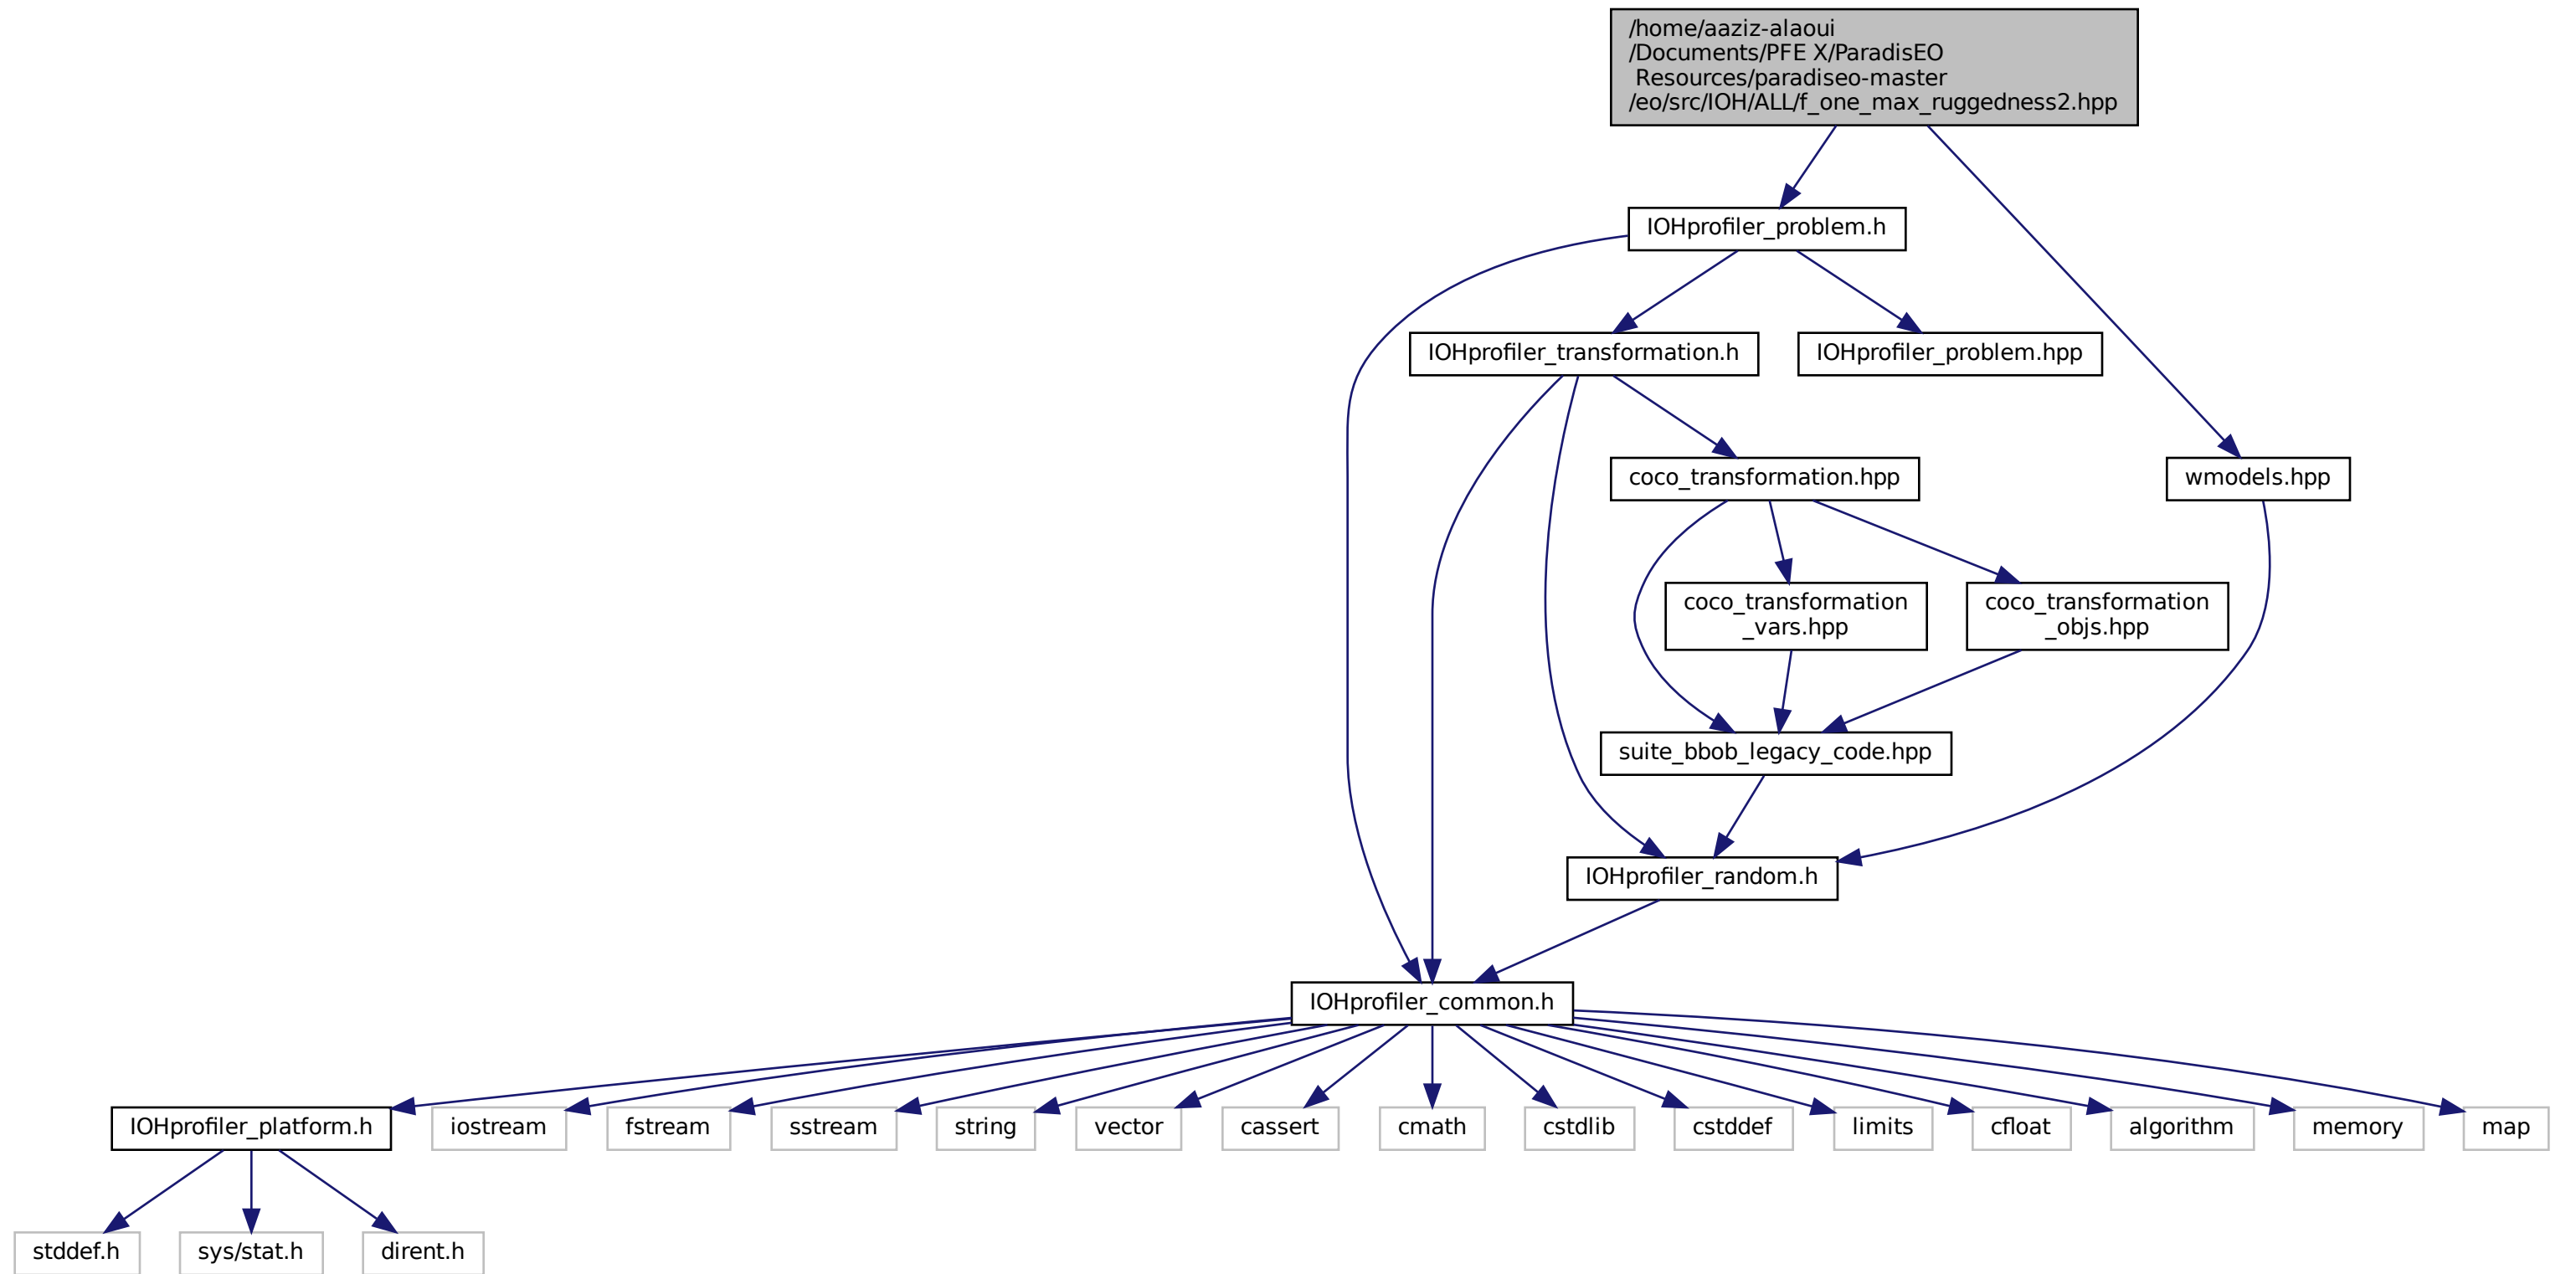 /home/aaziz-alaoui
/Documents/PFE X/ParadisEO
Resources/paradiseo-master
/eo/src/IOH/ALL/f_one_max_ruggedness2.hpp
IOHprofiler_problem.h
IOHprofiler_transformation.h
IOHprofiler_problem.hpp
coco_transformation.hpp
wmodels.hpp
coco_transformation
_vars.hpp
coco_transformation
_objs.hpp
suite_bbob_legacy_code.hpp
IOHprofiler_random.h
IOHprofiler_common.h
IOHprofiler_platform.h
iostream
fstream
sstream
string
vector
cassert
cmath
cstdlib
cstddef
limits
cfloat
algorithm
memory
map
stddef.h
sys/stat.h
dirent.h